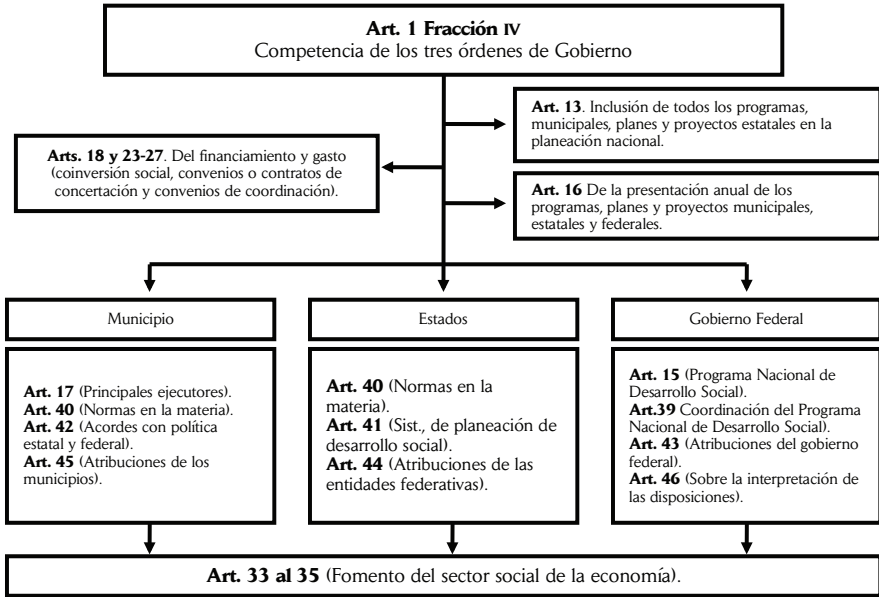 Art. 1 Fracción IV
Competencia de los tres órdenes de Gobierno
Art. 13. Inclusión de todos los programas,
municipales, planes y proyectos estatales en la
planeación nacional.
Arts. 18 y 23-27. Del financiamiento y gasto
(coinversión social, convenios o contratos de
concertación y convenios de coordinación).
Art. 16 De la presentación anual de los
programas, planes y proyectos municipales,
estatales y federales.
Municipio
Estados
Gobierno Federal
Art. 17 (Principales ejecutores).
Art. 40 (Normas en la materia).
Art. 42 (Acordes con política
estatal y federal).
Art. 45 (Atribuciones de los
municipios).
Art. 40 (Normas en la
materia).
Art. 41 (Sist., de planeación de
desarrollo social).
Art. 44 (Atribuciones de las
entidades federativas).
Art. 15 (Programa Nacional de
Desarrollo Social).
Art.39 Coordinación del Programa
Nacional de Desarrollo Social).
Art. 43 (Atribuciones del gobierno
federal).
Art. 46 (Sobre la interpretación de
las disposiciones).
Art. 33 al 35 (Fomento del sector social de la economía).